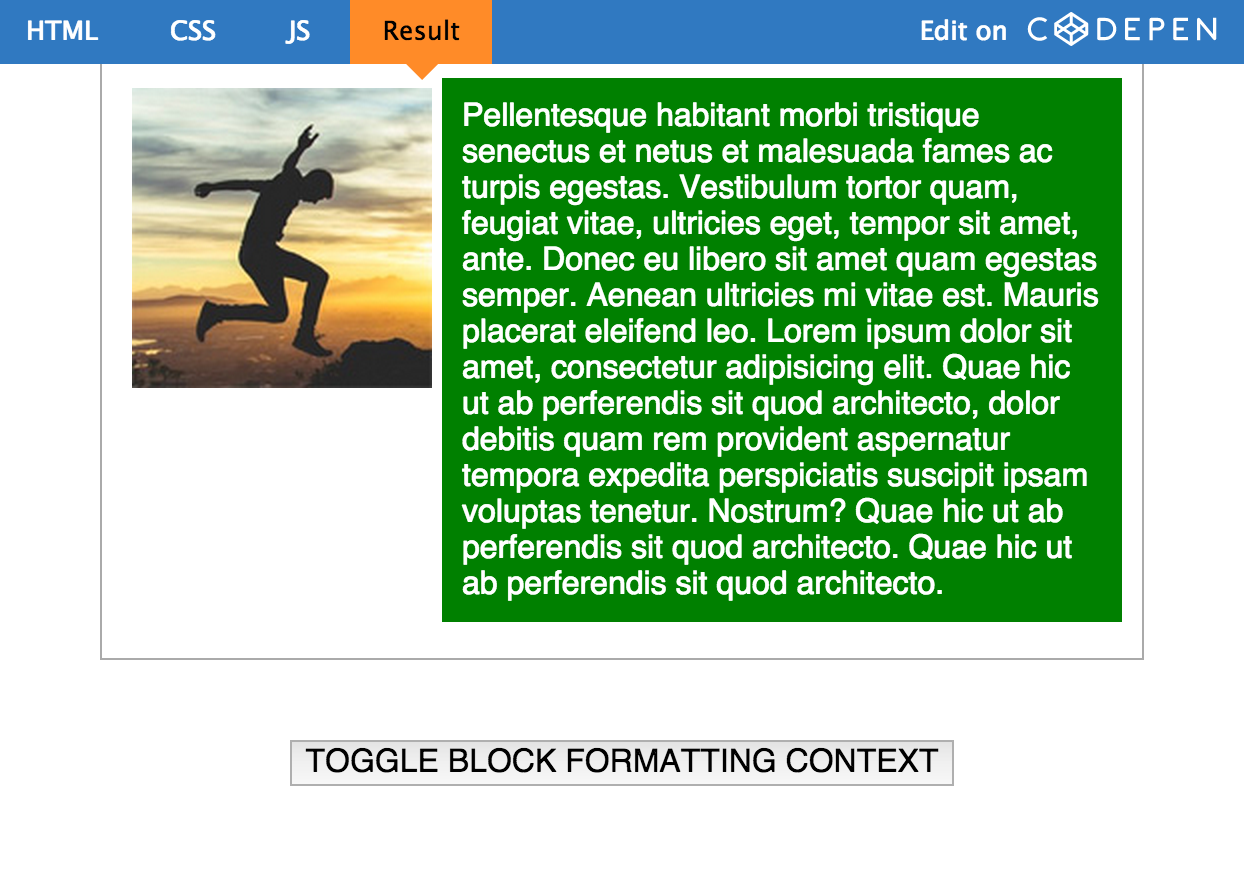 HTML CSS JS Result Edit on CODEPEN
Pellentesque habitant morbi tristique
senectus et netus et malesuada fames ac
turpis egestas. Vestibulum tortor quam,
feugiat vitae, ultricies eget, tempor sit amet,
ante. Donec eu libero sit amet quam egestas
semper. Aenean ultricies mi vitae est. Mauris
placerat eleifend leo. Lorem ipsum dolor sit
amet, consectetur adipisicing elit. Quae hic
ut ab perferendis sit quod architecto, dolor
debitis quam rem provident aspernatur
tempora expedita perspiciatis suscipit ipsam
voluptas tenetur. Nostrum? Quae hic ut ab
perferendis sit quod architecto. Quae hic ut
ab perferendis sit quod architecto.
TOGGLE BLOCK FORMATTING CONTEXT